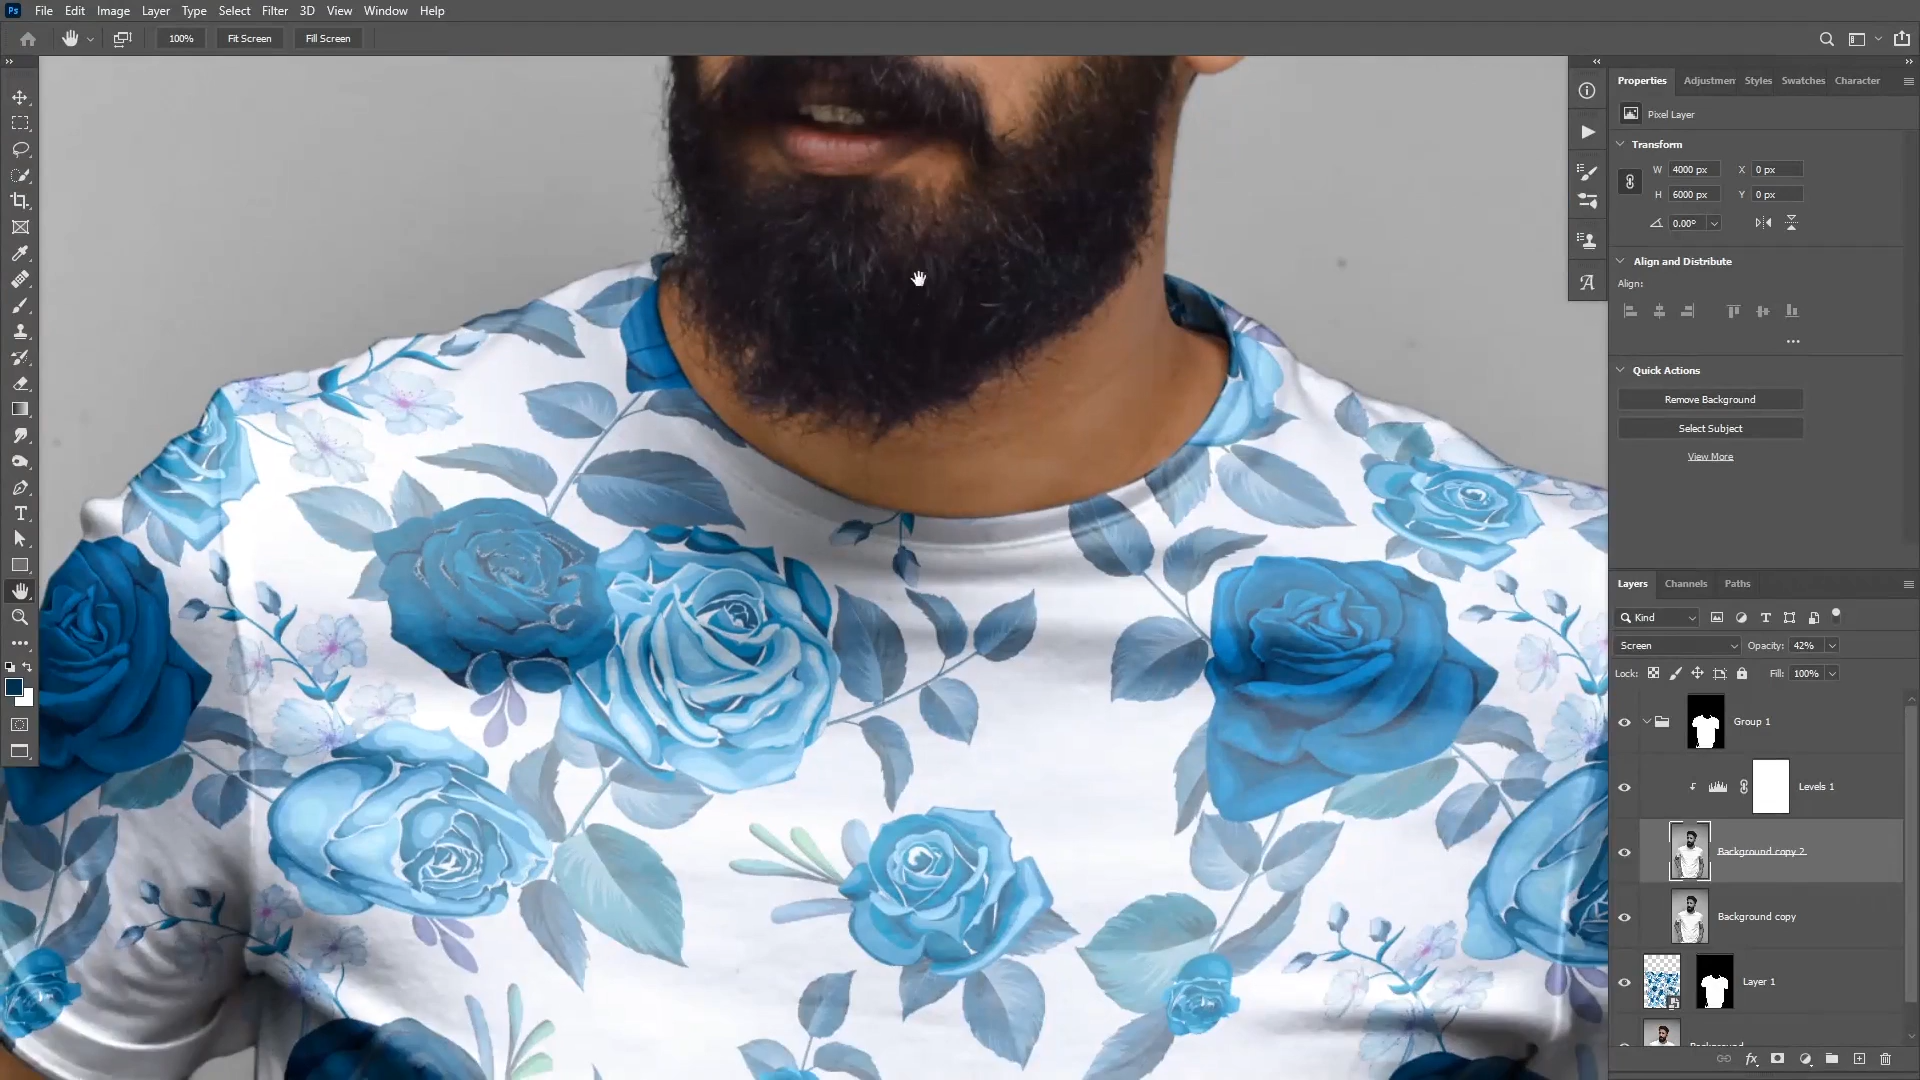 Ps File Edit Image Layer Type Select Filter 3D View Window Help
100% Fit Screen Fill Screen
Properties Adjustmen Styles Swatches Character
Pixel Layer
Transform
W 4000 px X 0 px
H 6000 px Y 0 px
0.00°
Align and Distribute
Align:
Quick Actions
Remove Background
Select Subject
View More
Layers Channels Paths
Kind
Screen Opacity: 42%
Lock: Fill: 100%
Group 1
Levels 1
Background copy 2
Background copy
Layer 1
Background